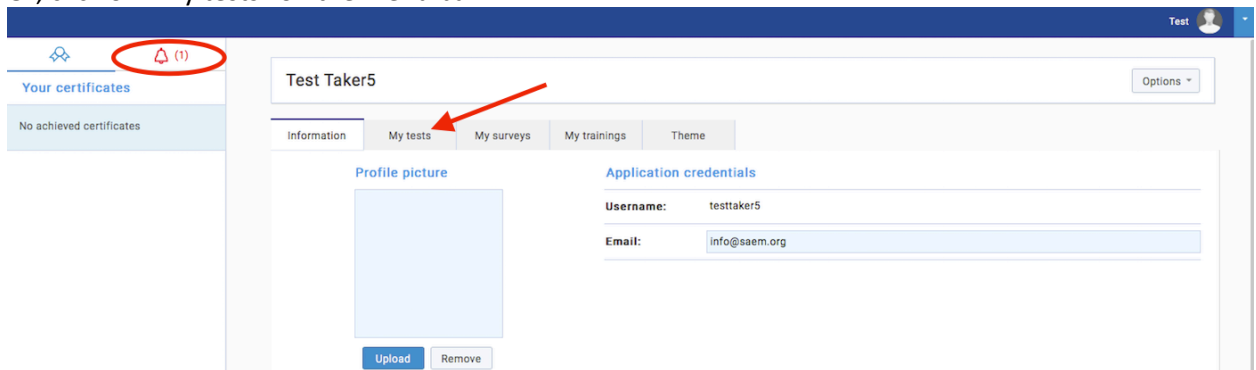 Test
(1)
Your certificates
No achieved certificates
Test Taker5
Options
Information
My tests
My surveys
My trainings
Theme
Profile picture
Application credentials
Username: testtaker5
Email: info@saem.org
Upload
Remove